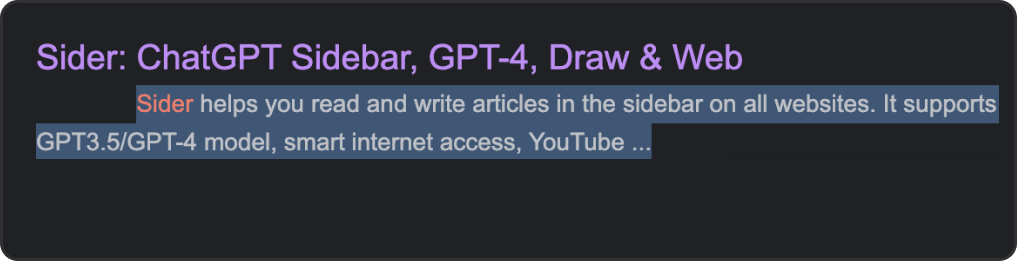 Sider: ChatGPT Sidebar, GPT-4, Draw & Web
Sider helps you read and write articles in the sidebar on all websites. It supports
GPT3.5/GPT-4 model, smart internet access, YouTube ...